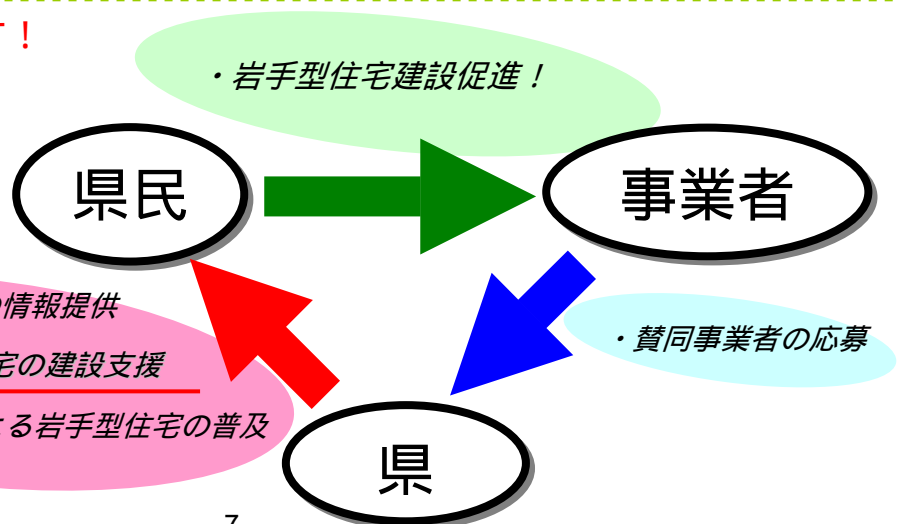 ！
・岩手型住宅建設促進！
県民
事業者
情報提供
・賛同事業者の応募
宅の建設支援
る岩手型住宅の普及
県